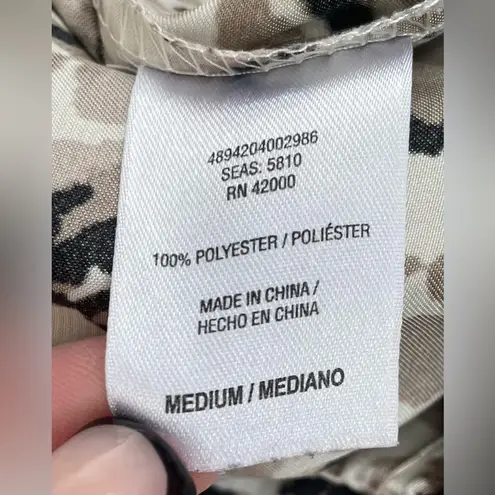 4894204002986
SEAS: 5810
RN 42000
100% POLYESTER / POLIÉSTER
MADE IN CHINA /
HECHO EN CHINA
MEDIUM / MEDIANO